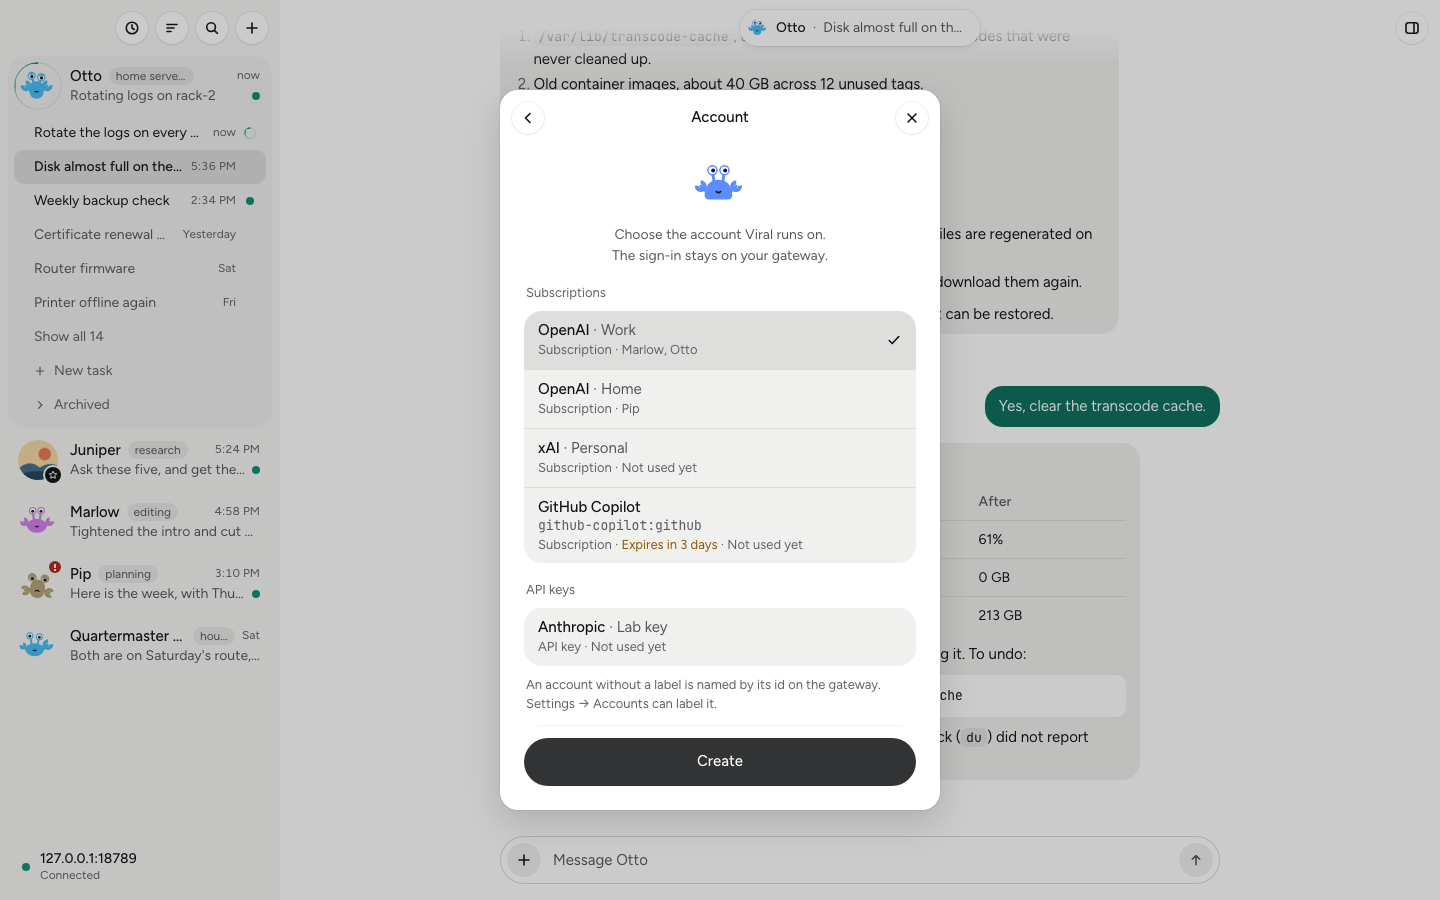 Otto home serve... now
Rotating logs on rack-2
Rotate the logs on every ... now
Disk almost full on the... 5:36 PM
Weekly backup check 2:34 PM
Certificate renewal ... Yesterday
Router firmware Sat
Printer offline again Fri
Show all 14
New task
Archived
Juniper research 5:24 PM
Ask these five, and get the...
Marlow editing 4:58 PM
Tightened the intro and cut ...
Pip planning 3:10 PM
Here is the week, with Thu...
Quartermaster ... hou... Sat
Both are on Saturday's route,...
127.0.0.1:18789
Connected
Otto · Disk almost full on th...
1. /var/lib/transcode-cache, odes that were
never cleaned up.
2. Old container images, about 40 GB across 12 unused tags.
iles are regenerated on
download them again.
can be restored.
Yes, clear the transcode cache.
After
61%
0 GB
213 GB
g it. To undo:
che
ck ( du ) did not report
Message Otto
Account
Choose the account Viral runs on.
The sign-in stays on your gateway.
Subscriptions
OpenAI · Work
Subscription · Marlow, Otto
OpenAI · Home
Subscription · Pip
xAI · Personal
Subscription · Not used yet
GitHub Copilot
github-copilot:github
Subscription · Expires in 3 days · Not used yet
API keys
Anthropic · Lab key
API key · Not used yet
An account without a label is named by its id on the gateway.
Settings → Accounts can label it.
Create